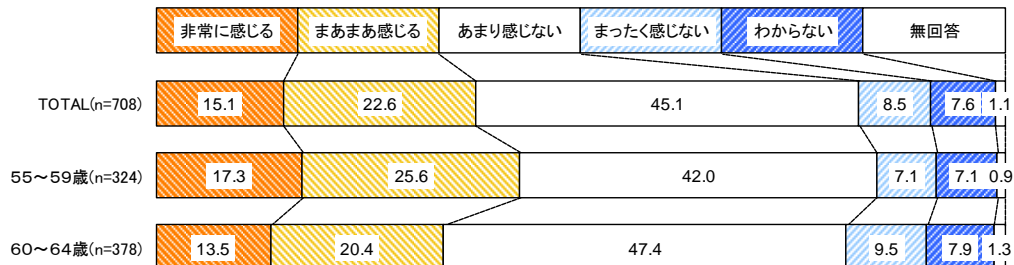 非常に感じる まあまあ感じる あまり感じない まったく感じない わからない 無回答
TOTAL(n=708) 15.1 22.6 45.1 8.5 7.6 1.1
55～59歳(n=324) 17.3 25.6 42.0 7.1 7.1 0.9
60～64歳(n=378) 13.5 20.4 47.4 9.5 7.9 1.3